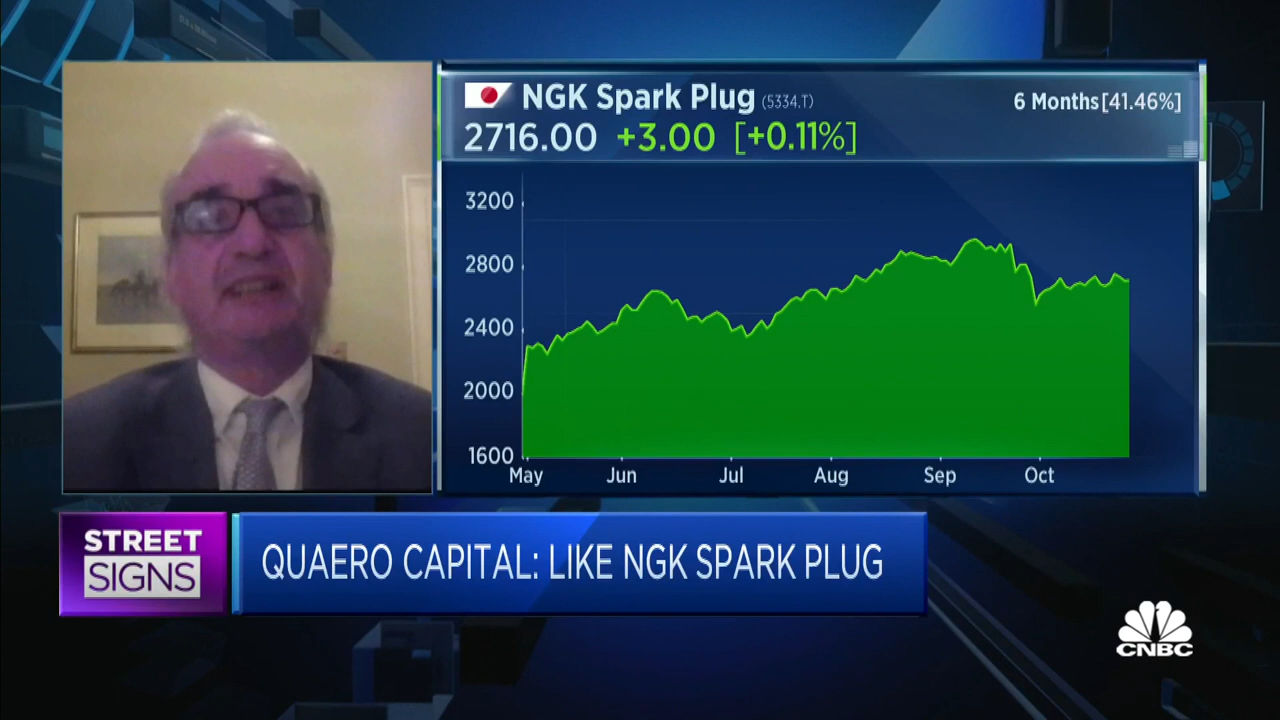 NGK Spark Plug (5334.T)
6 Months[41.46%]
2716.00 +3.00 [+0.11%]
3200
2800
2400
2000
1600
May Jun Jul Aug Sep Oct
STREET
SIGNS
QUAERO CAPITAL: LIKE NGK SPARK PLUG
CNBC